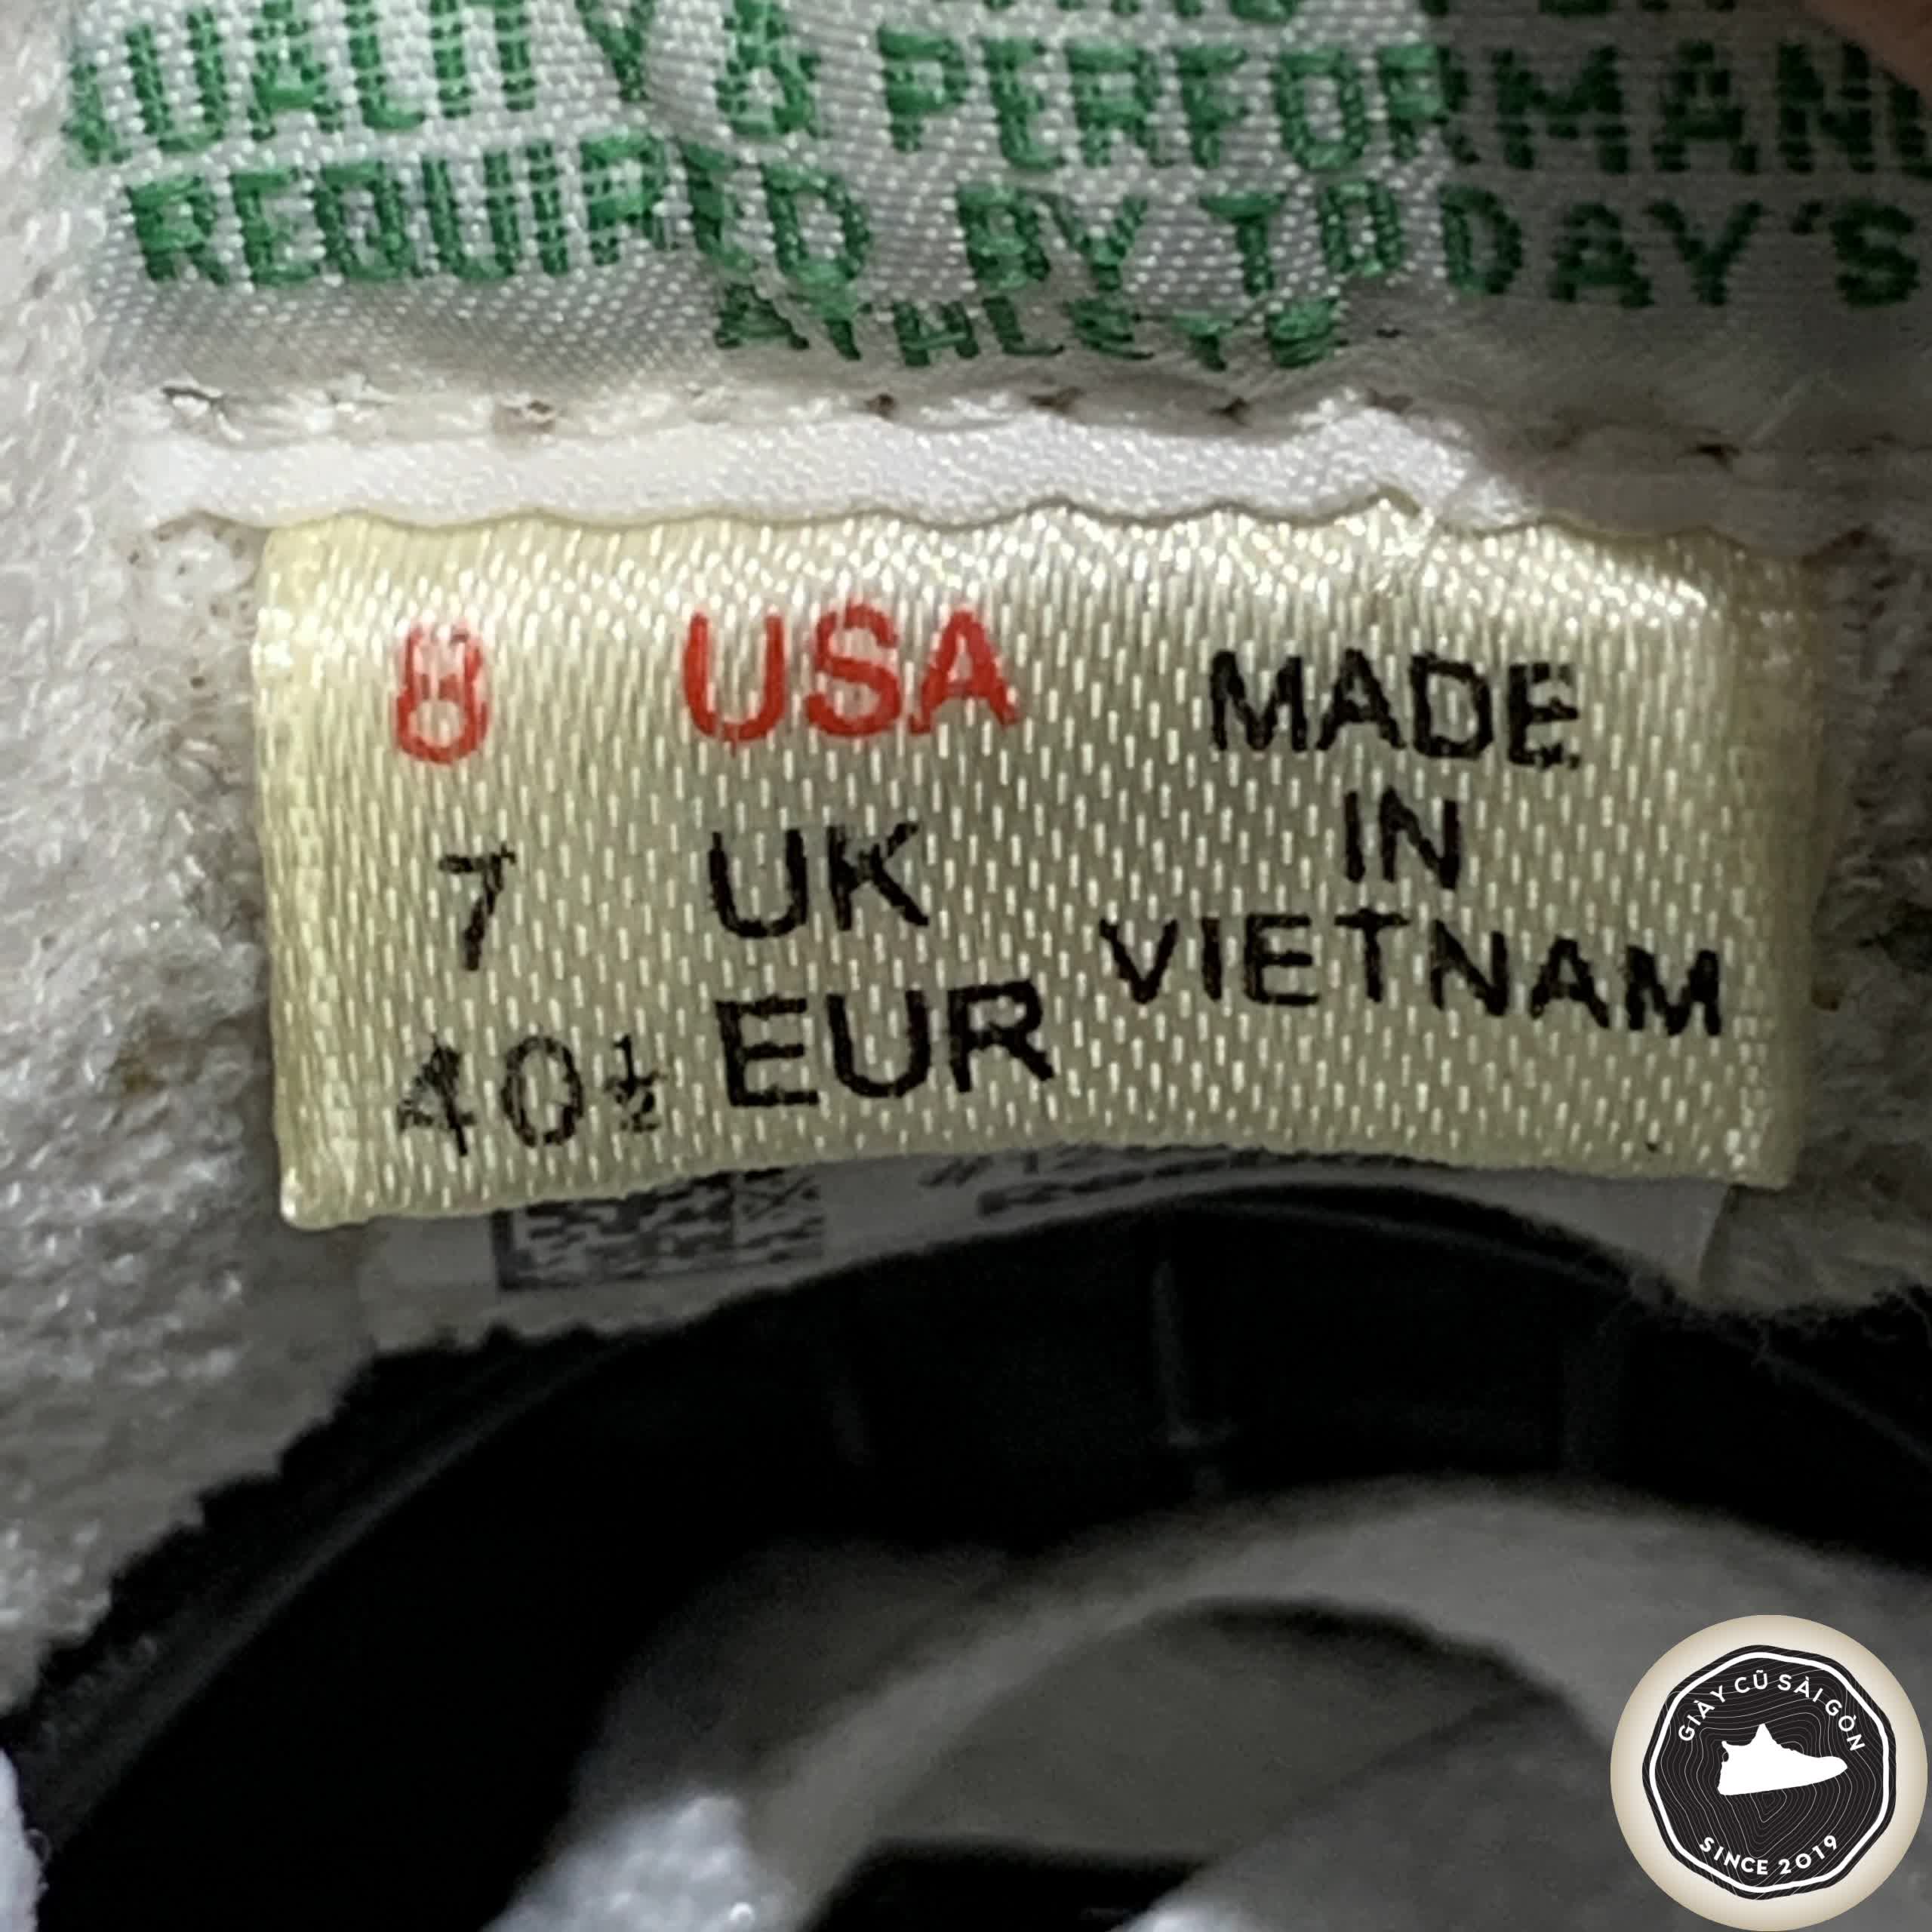 QUALITY & PERFORMANC
REQUIRED BY TODAY'S
ATHLETE
8 USA
7 UK
40½ EUR
MADE
IN
VIETNAM
GIÀY CŨ SÀI GÒN
SINCE 2019